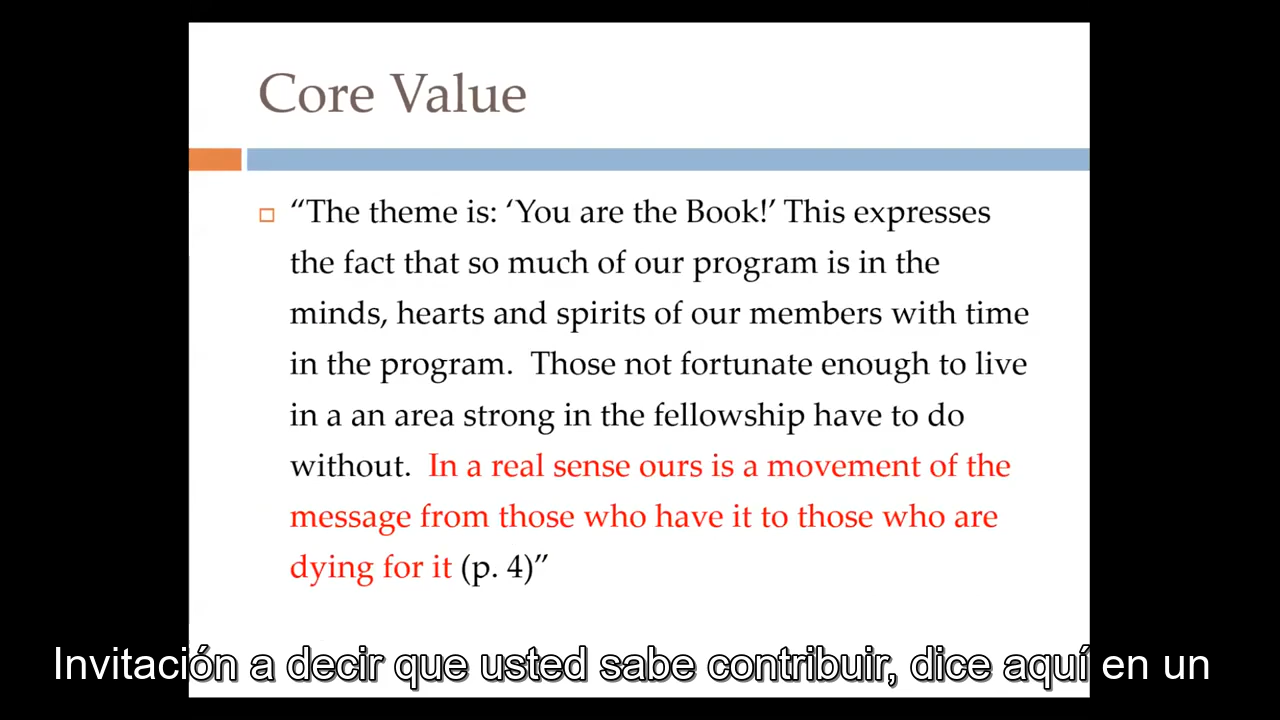 Core Value
“The theme is: ‘You are the Book!’ This expresses
the fact that so much of our program is in the
minds, hearts and spirits of our members with time
in the program.  Those not fortunate enough to live
in a an area strong in the fellowship have to do
without.  In a real sense ours is a movement of the
message from those who have it to those who are
dying for it (p. 4)”
Invitación a decir que usted sabe contribuir, dice aquí en un